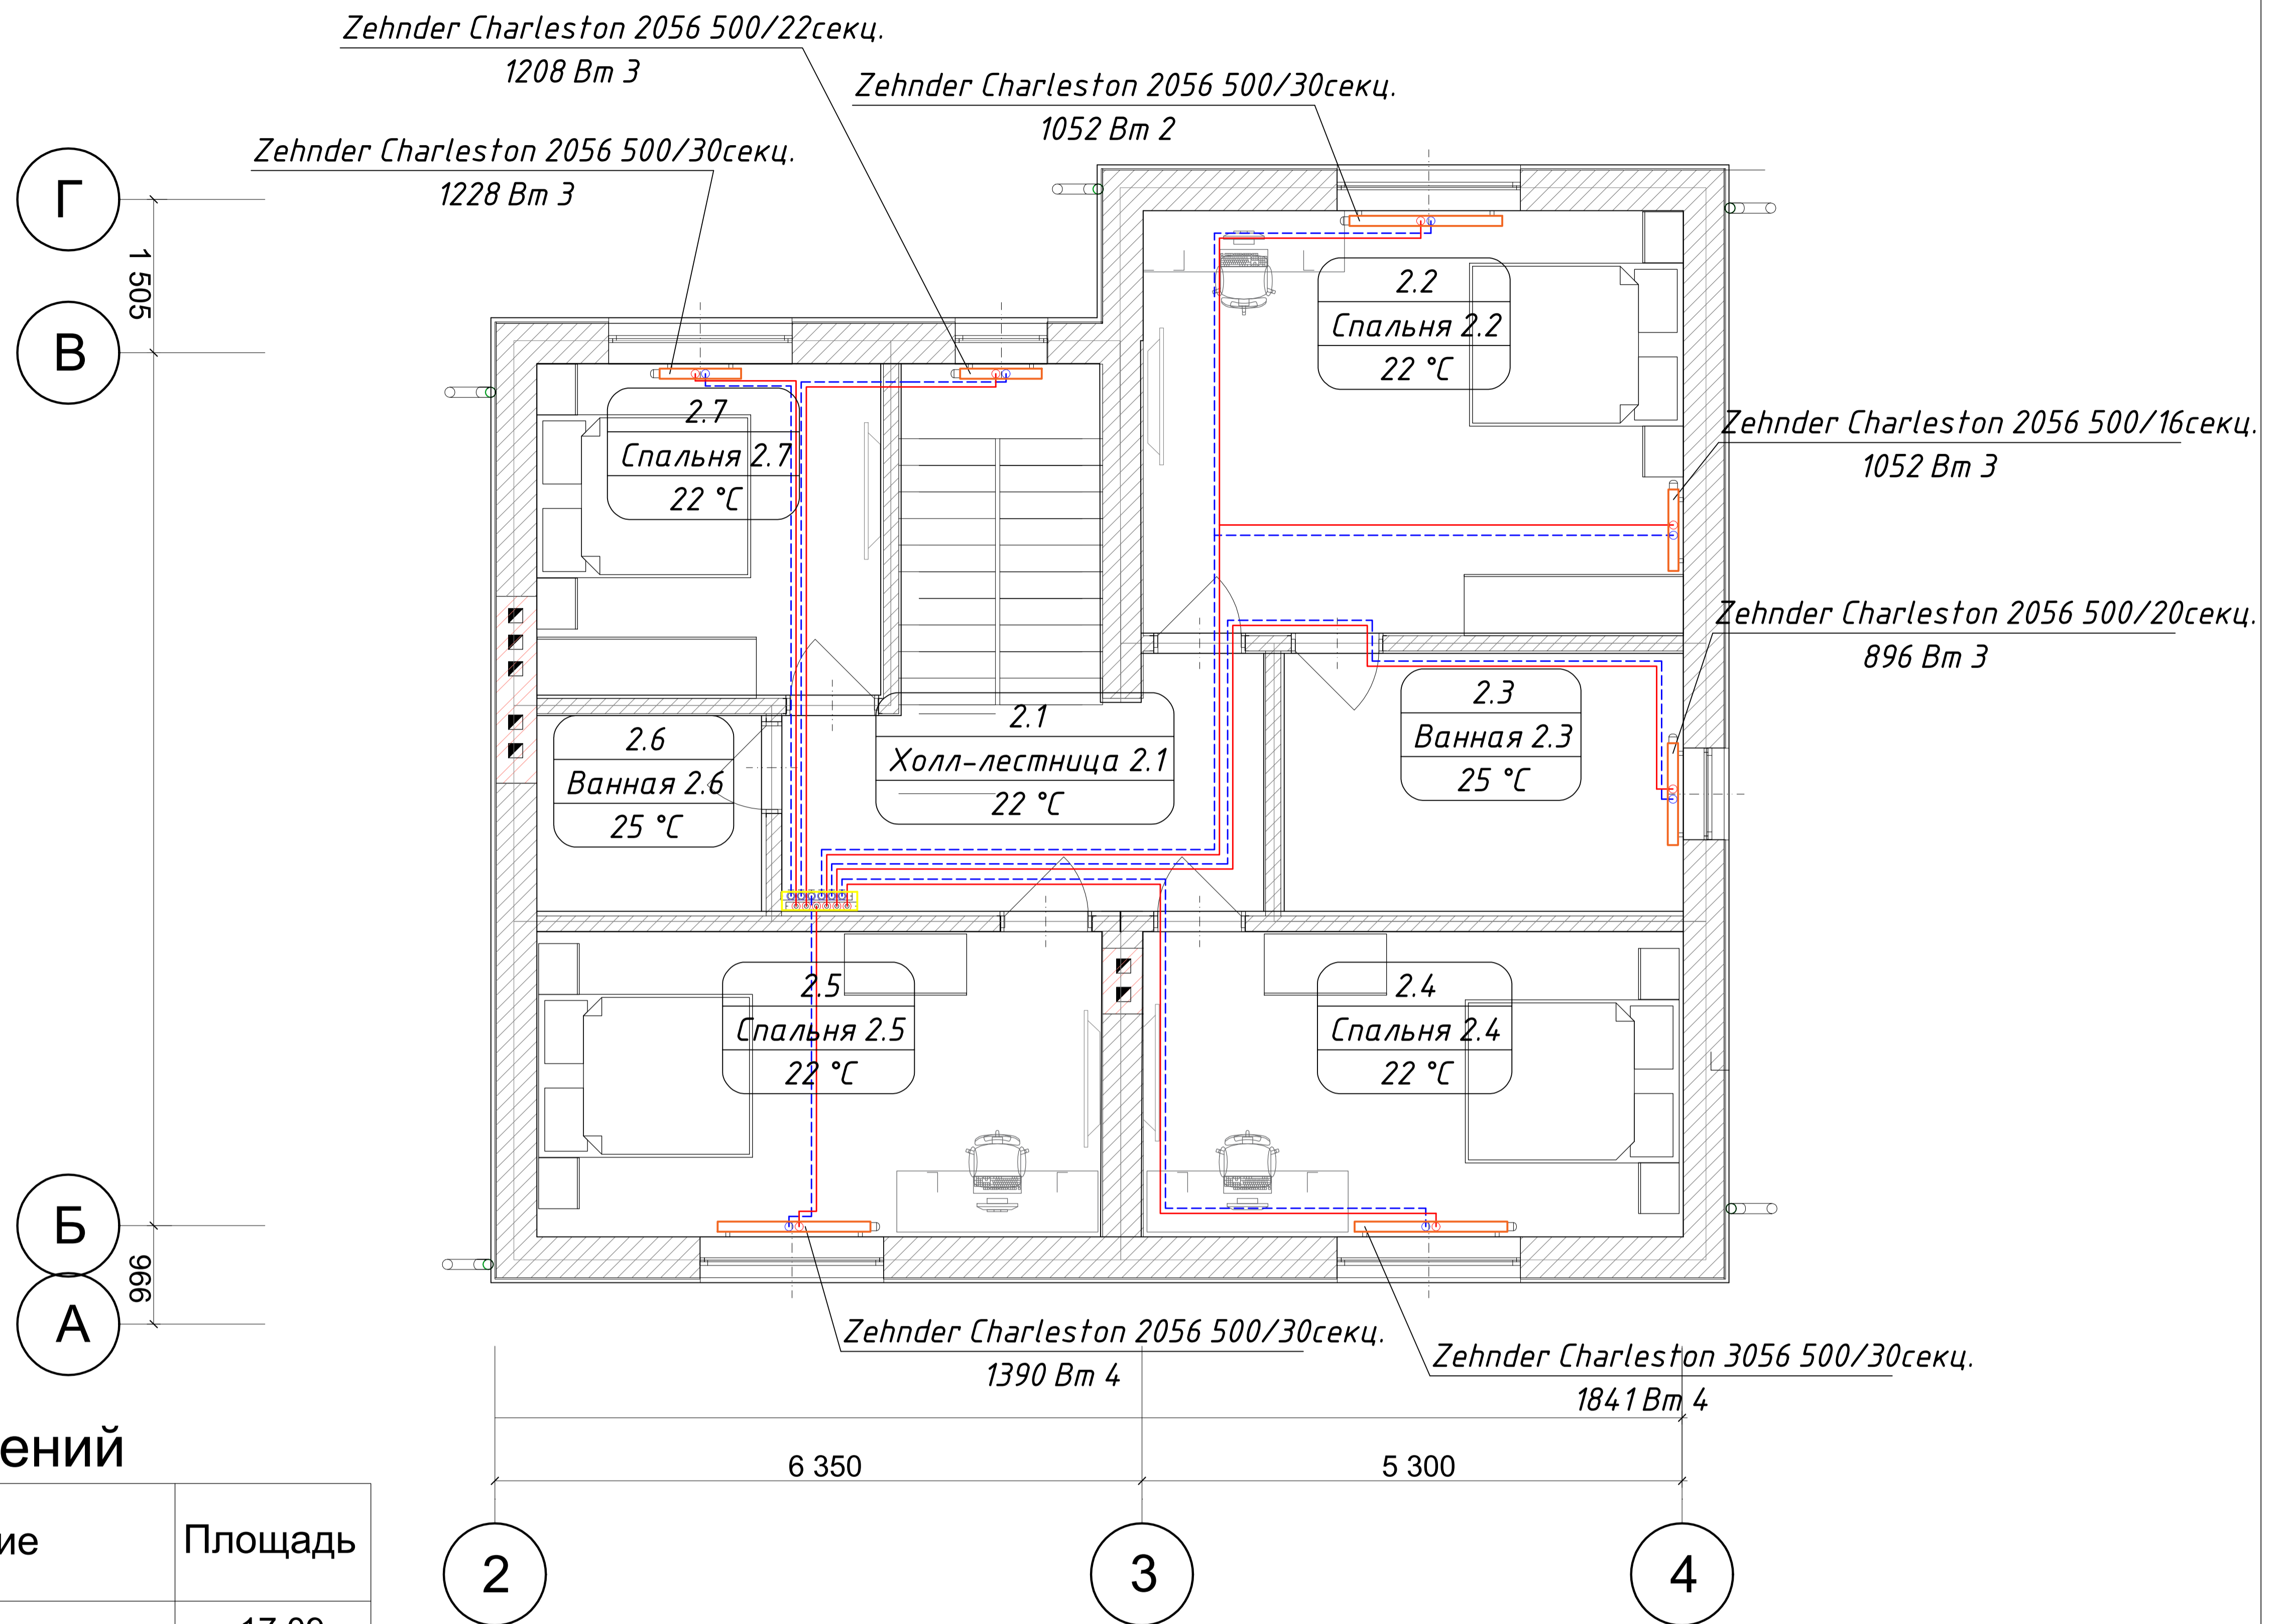 Zehnder Charleston 2056 500/22секц.
1208 Вт 3
Zehnder Charleston 2056 500/30секц.
1052 Вт 2
Zehnder Charleston 2056 500/30секц.
1228 Вт 3
Г
1 505
В
2.2
Спальня 2.2
22 °С
2.7
Спальня 2.7
22 °С
Zehnder Charleston 2056 500/16секц.
1052 Вт 3
Zehnder Charleston 2056 500/20секц.
896 Вт 3
2.6
Ванная 2.6
25 °С
2.1
Холл-лестница 2.1
22 °С
2.3
Ванная 2.3
25 °С
2.5
Спальня 2.5
22 °С
2.4
Спальня 2.4
22 °С
Б
966
А
Zehnder Charleston 2056 500/30секц.
1390 Вт 4
Zehnder Charleston 3056 500/30секц.
1841 Вт 4
ений
6 350
5 300
ие
Площадь
2
3
4